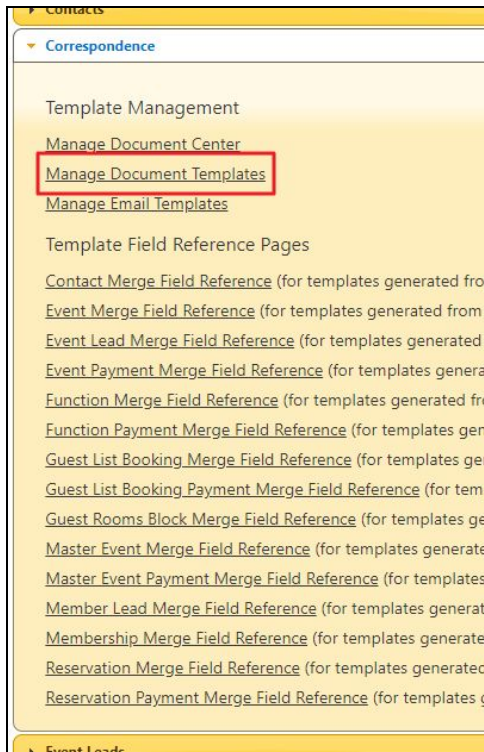 Contacts
Correspondence
Template Management
Manage Document Center
Manage Document Templates
Manage Email Templates
Template Field Reference Pages
Contact Merge Field Reference (for templates generated fro
Event Merge Field Reference (for templates generated from
Event Lead Merge Field Reference (for templates generated
Event Payment Merge Field Reference (for templates genera
Function Merge Field Reference (for templates generated fr
Function Payment Merge Field Reference (for templates gen
Guest List Booking Merge Field Reference (for templates ge
Guest List Booking Payment Merge Field Reference (for tem
Guest Rooms Block Merge Field Reference (for templates ge
Master Event Merge Field Reference (for templates generate
Master Event Payment Merge Field Reference (for templates
Member Lead Merge Field Reference (for templates generat
Membership Merge Field Reference (for templates generate
Reservation Merge Field Reference (for templates generated
Reservation Payment Merge Field Reference (for templates g
Event Leads